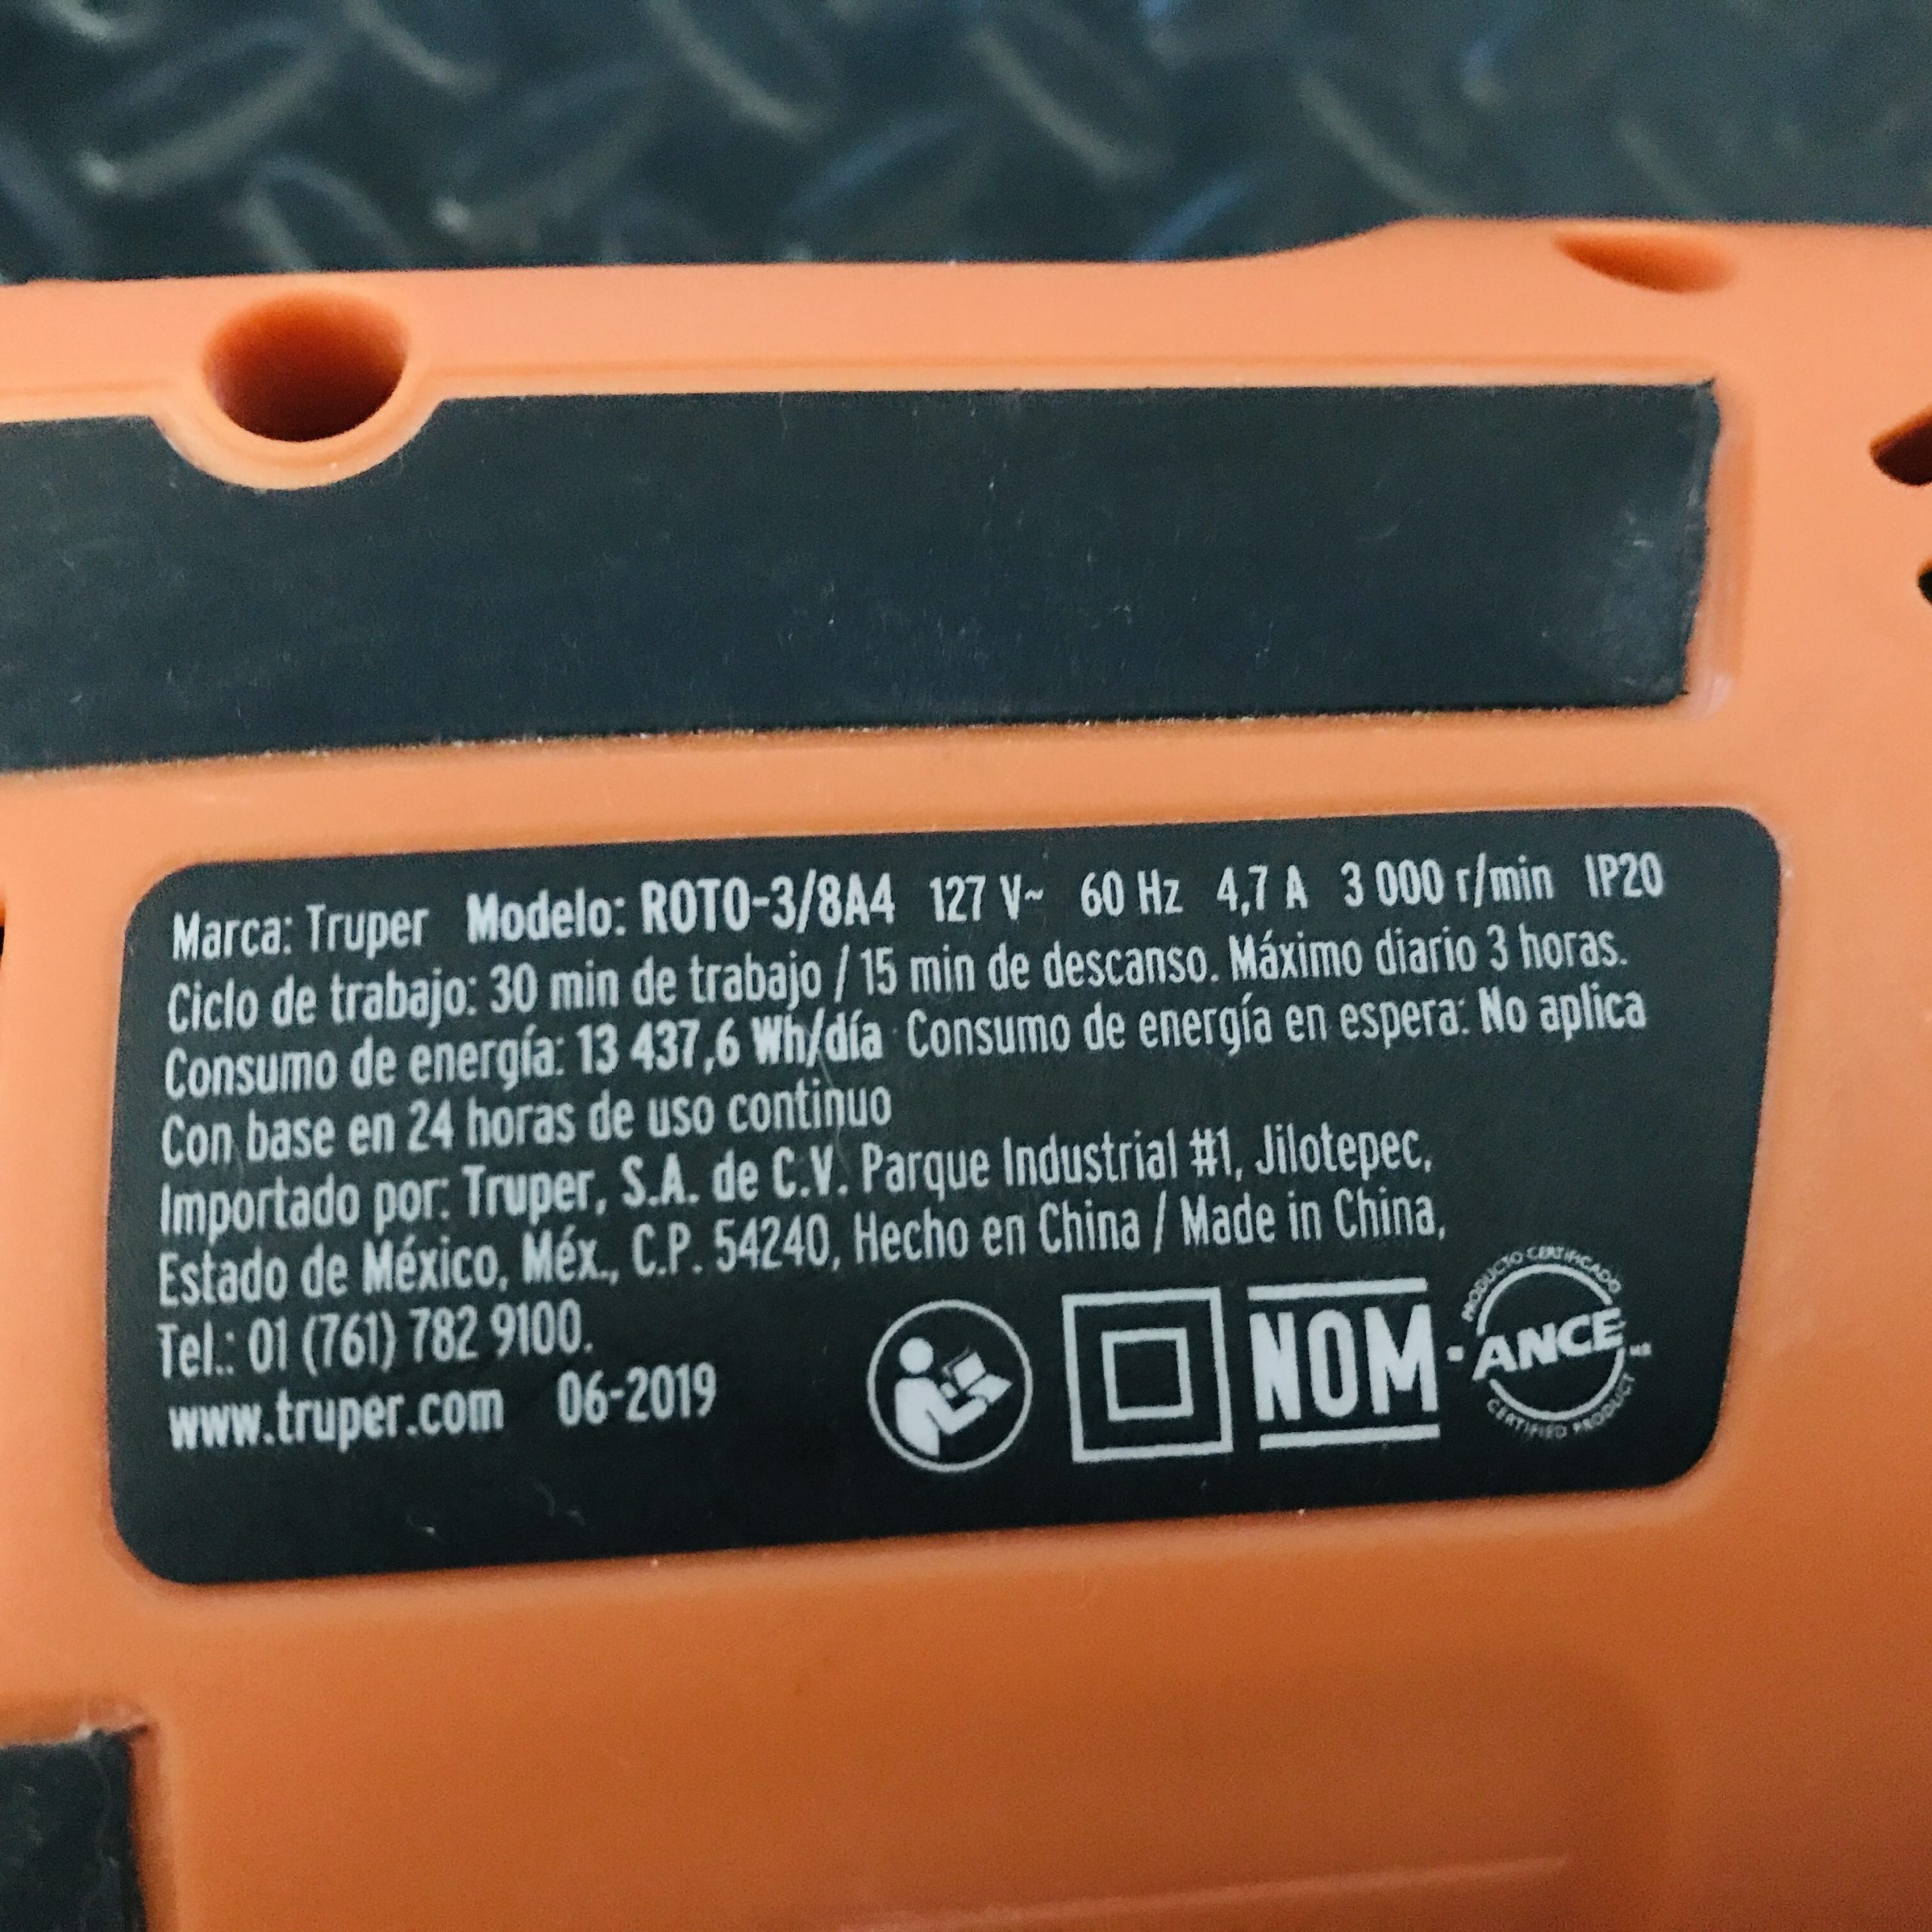 Marca: Truper Modelo: ROTO-3/8A4 127 V~ 60 Hz 4,7 A 3 000 r/min IP20
Ciclo de trabajo: 30 min de trabajo / 15 min de descanso. Máximo diario 3 horas.
Consumo de energía: 13 437,6 Wh/día Consumo de energía en espera: No aplica
Con base en 24 horas de uso continuo
Importado por: Truper, S.A. de C.V. Parque Industrial #1, Jilotepec,
Estado de México, Méx., C.P. 54240, Hecho en China / Made in China,
Tel.: 01 (761) 782 9100.
www.truper.com 06-2019
NOM-ANCE
PRODUCTO CERTIFICADO
MR
CERTIFIED PRODUCT